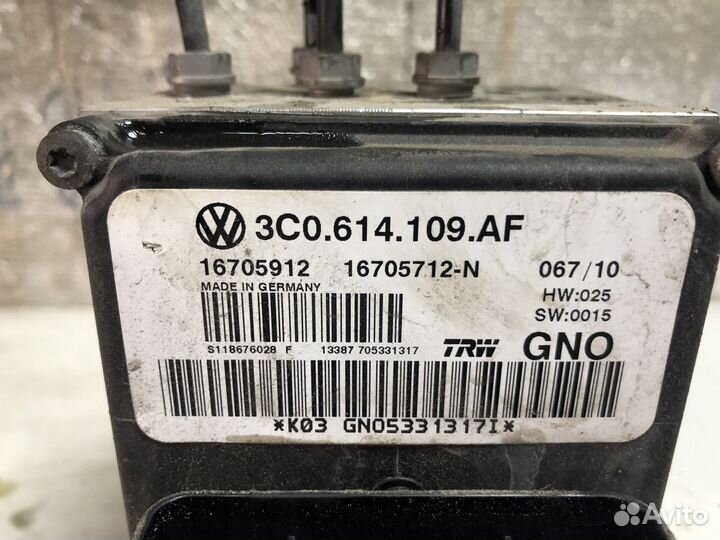 3C0.614.109.AF
16705912 16705712-N 067/10
MADE IN GERMANY
HW:025
SW:0015
S118676028 F 13387 705331317
TRW GNO
*K03 GNO5331317I*
Avito